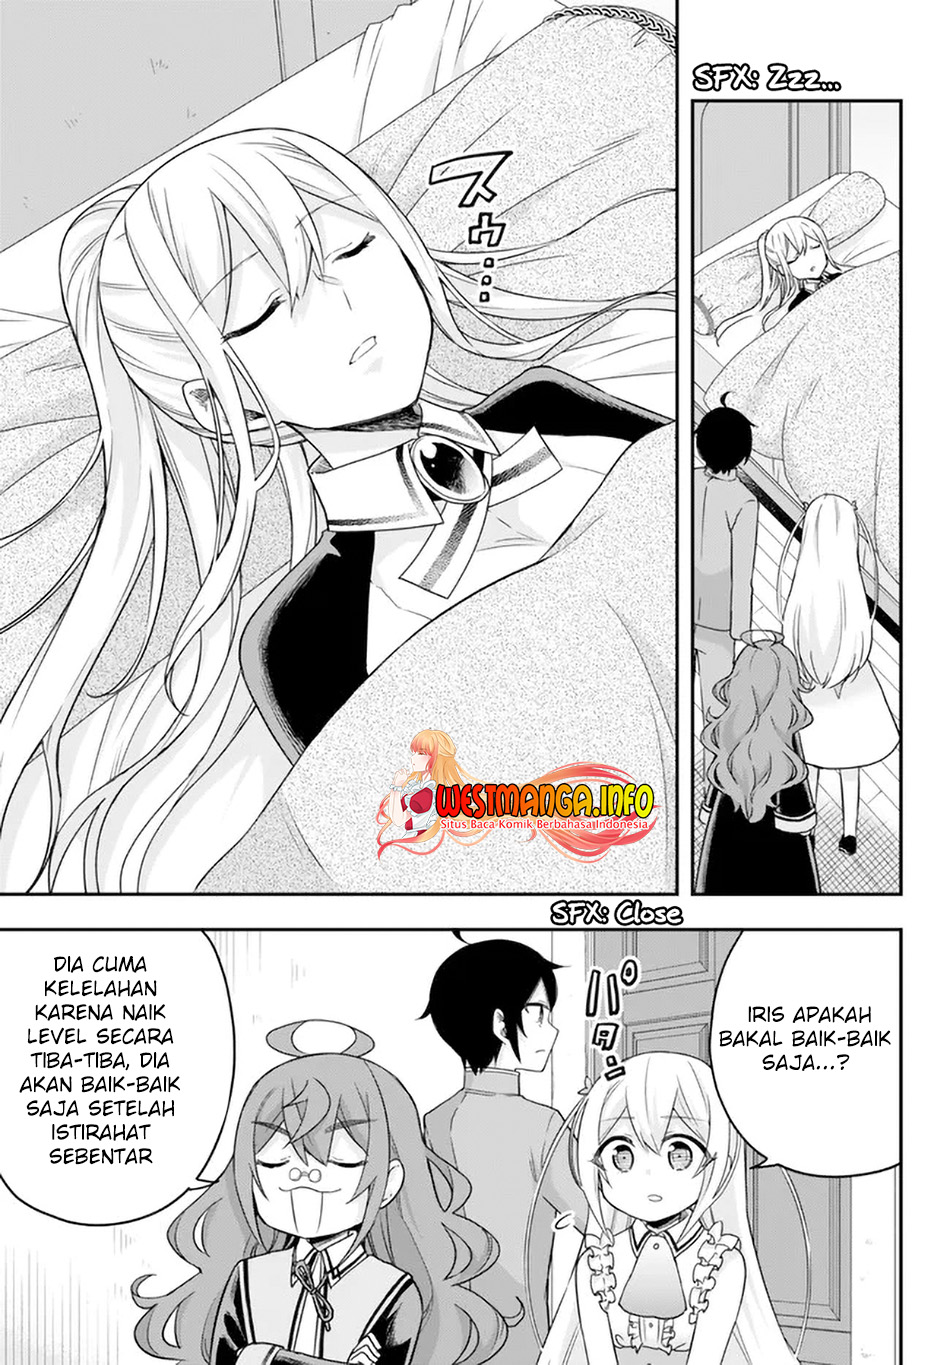 SFX: Zzz...
スゥ...
WESTMANGA.INFO
Situs Baca Komik Berbahasa Indonesia
SFX: Close
IRIS APAKAH
BAKAL BAIK-BAIK
SAJA...?
パタン
DIA CUMA
KELELAHAN
KARENA NAIK
LEVEL SECARA
TIBA-TIBA, DIA
AKAN BAIK-BAIK
SAJA SETELAH
ISTIRAHAT
SEBENTAR